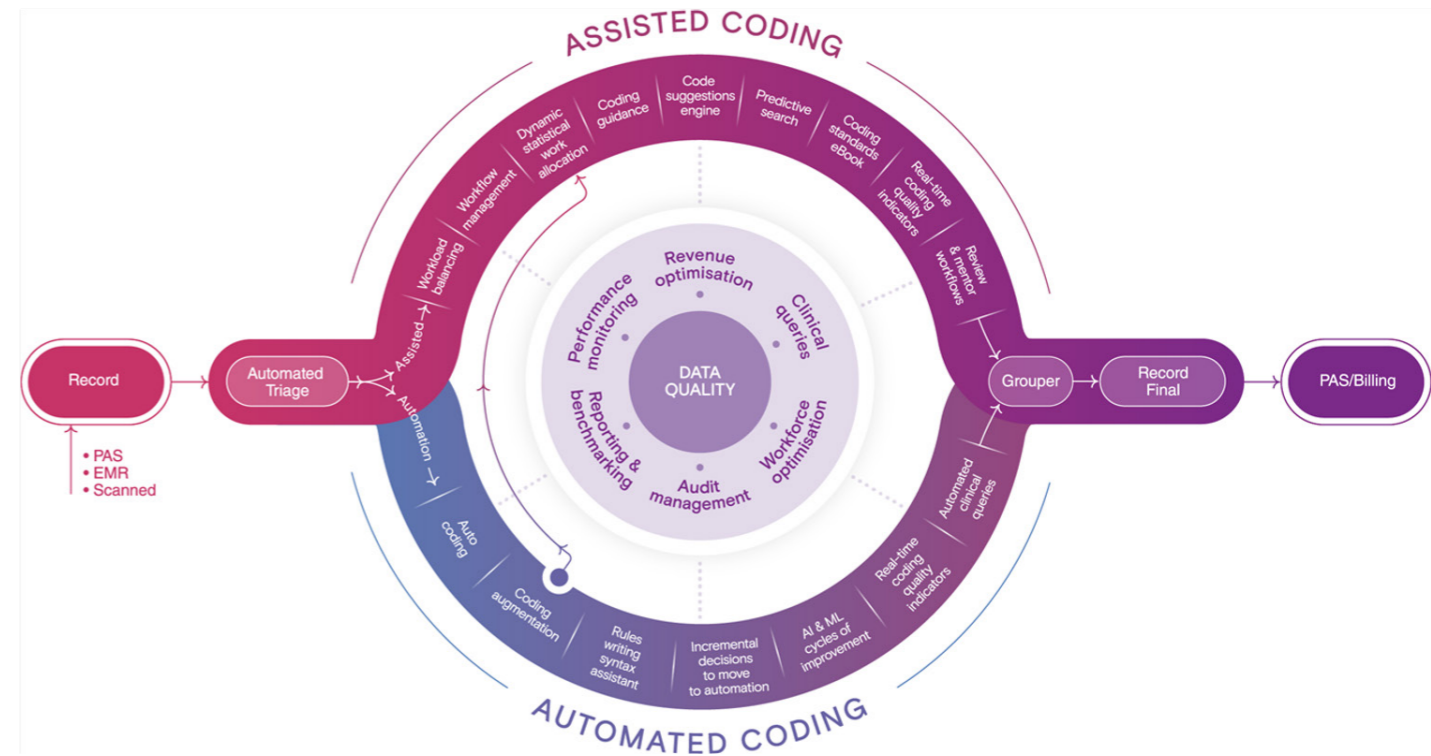 ASSISTED CODING
Record
• PAS
• EMR
• Scanned
Automated
Triage
Assisted
Automation
Workload
balancing
Workflow
management
Dynamic
statistical
work
allocation
Coding
guidance
Code
suggestions
engine
Predictive
search
Coding
standards
eBook
Real-time
coding
quality
indicators
Review
& mentor
workflows
Auto
coding
Coding
augmentation
Rules
writing
syntax
assistant
Incremental
decisions
to move
to automation
AI & ML
cycles of
improvement
Real-time
coding
quality
indicators
Automated
clinical
queries
Revenue
optimisation
Clinical
queries
Workforce
optimisation
Audit
management
Reporting &
benchmarking
Performance
monitoring
DATA
QUALITY
Grouper
Record
Final
PAS/Billing
AUTOMATED CODING